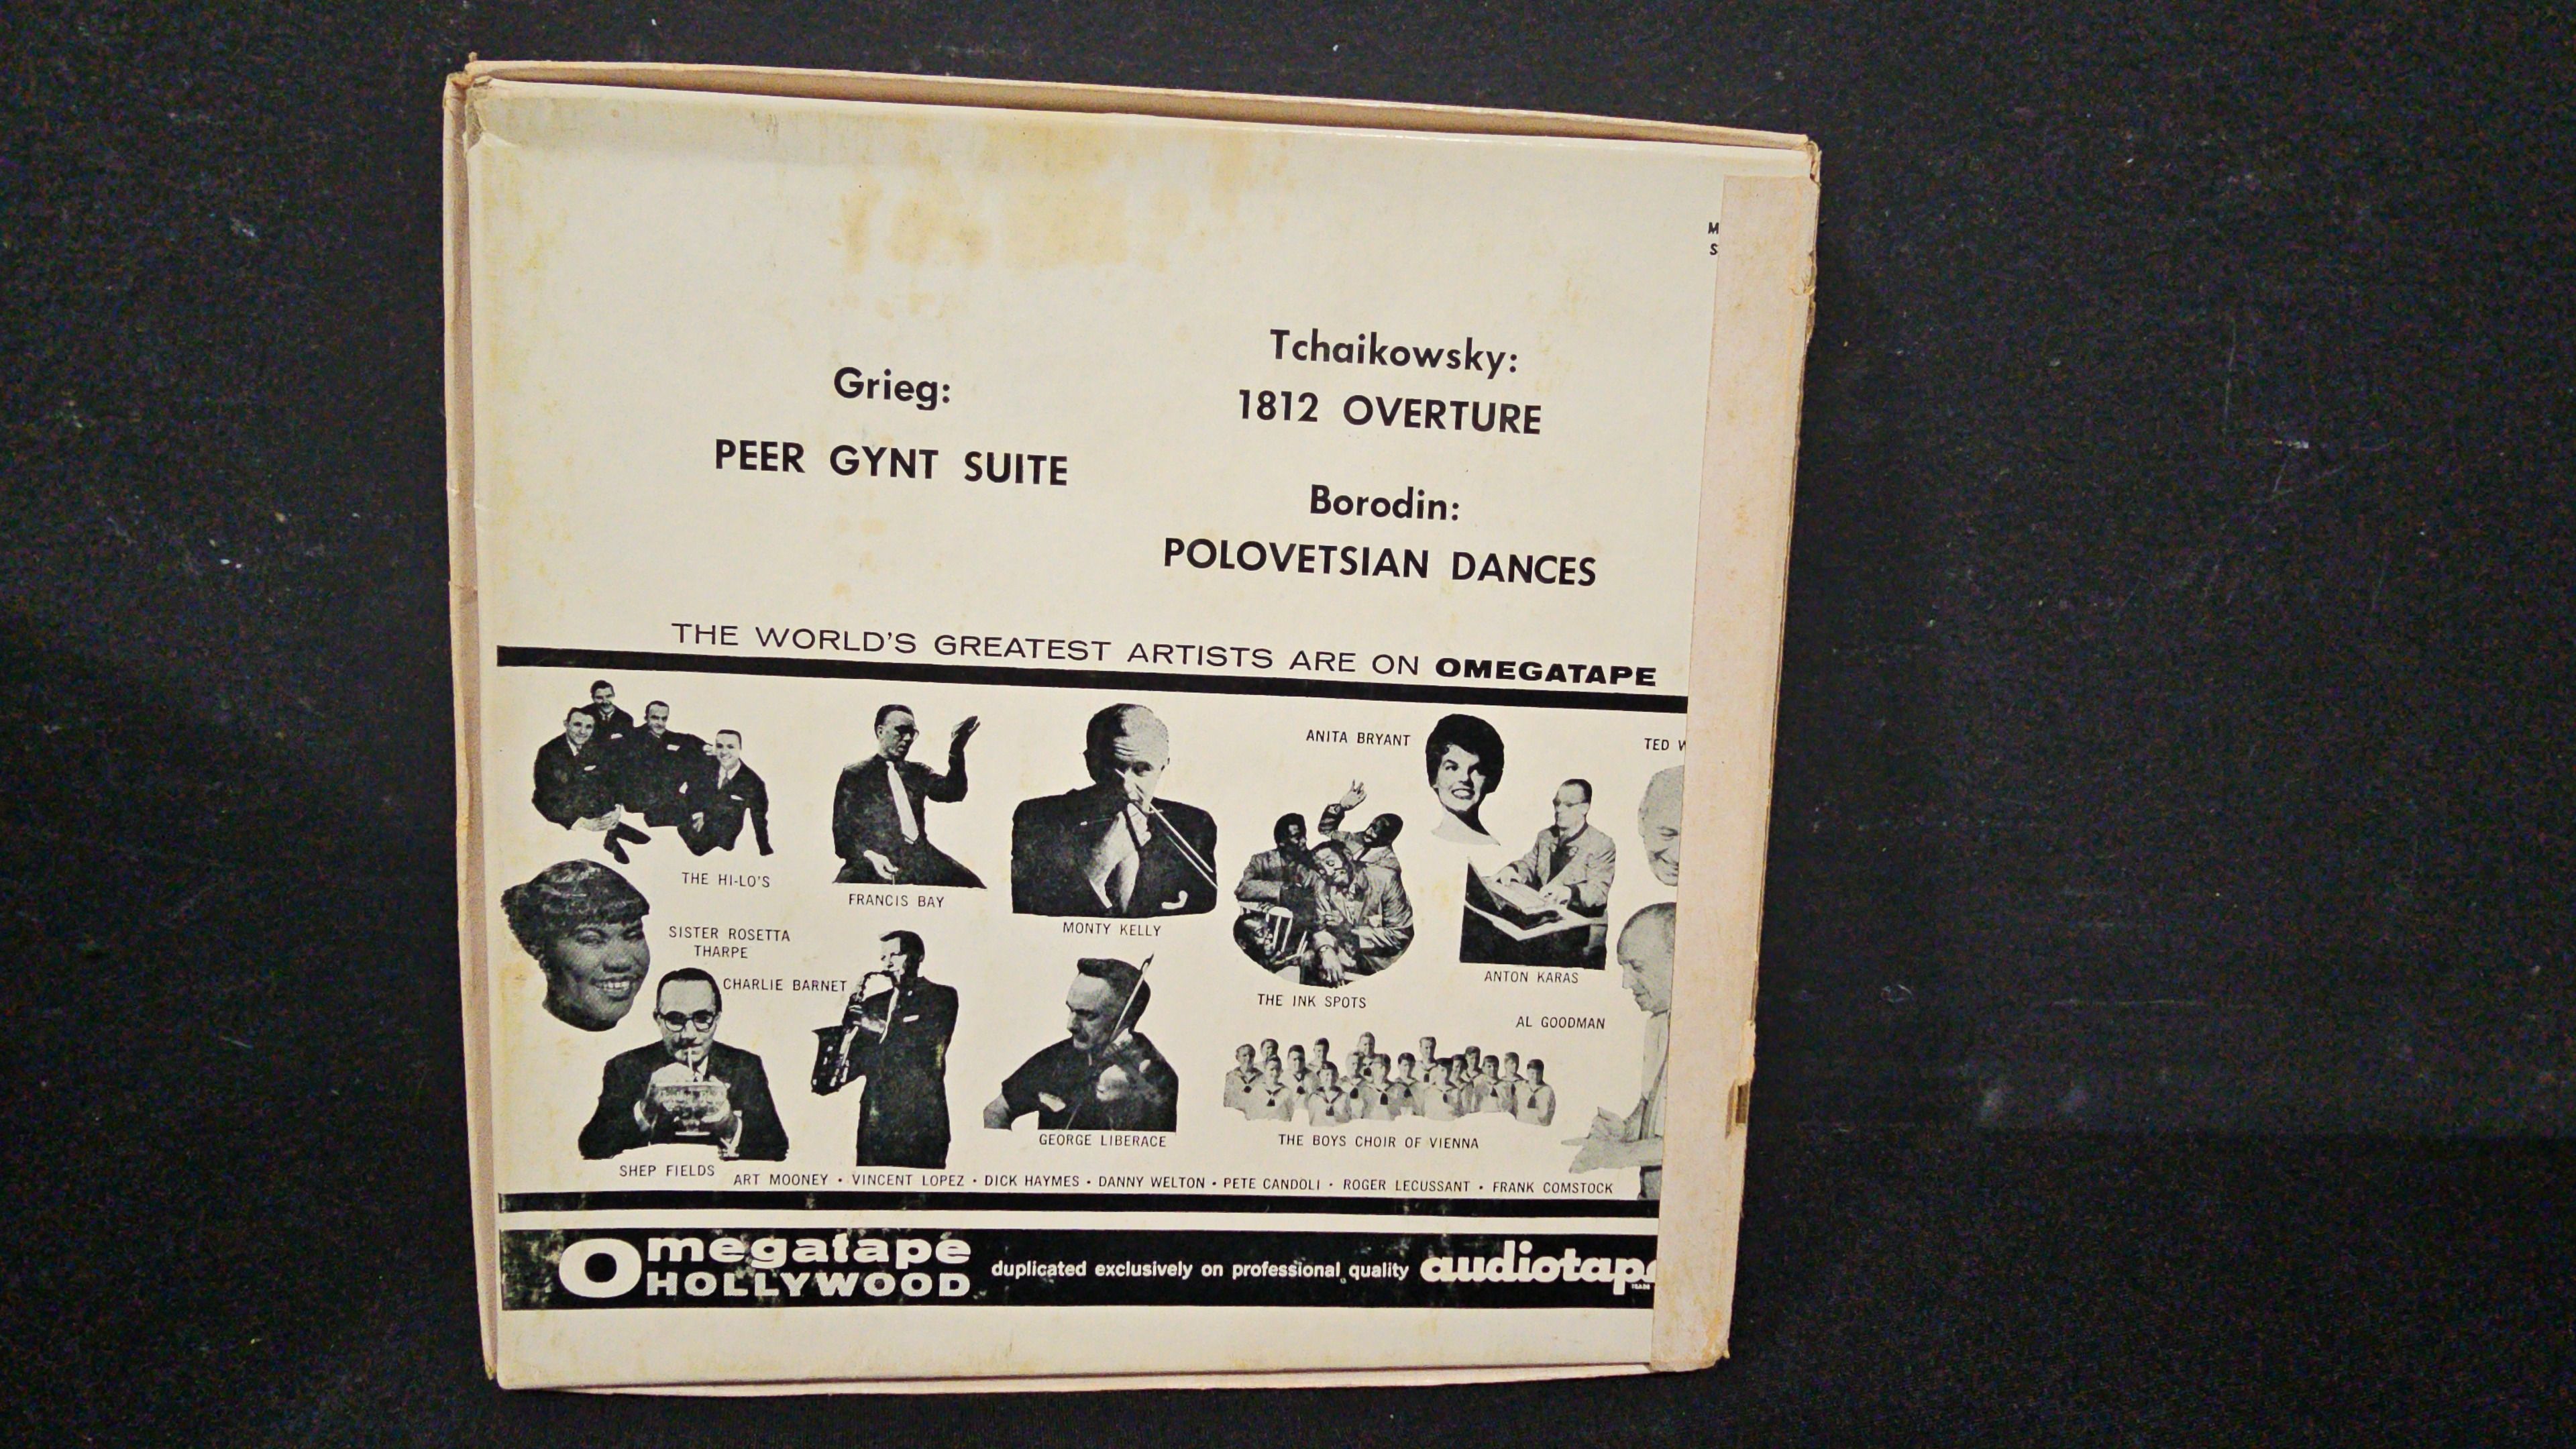 M
S
Grieg:
PEER GYNT SUITE
Tchaikowsky:
1812 OVERTURE
Borodin:
POLOVETSIAN DANCES
THE WORLD'S GREATEST ARTISTS ARE ON OMEGATAPE
ANITA BRYANT
TED
THE HI-LO'S
FRANCIS BAY
MONTY KELLY
SISTER ROSETTA
THARPE
CHARLIE BARNET
THE INK SPOTS
ANTON KARAS
AL GOODMAN
GEORGE LIBERACE
THE BOYS CHOIR OF VIENNA
SHEP FIELDS
ART MOONEY • VINCENT LOPEZ • DICK HAYMES • DANNY WELTON • PETE CANDOLI • ROGER LECUSSANT • FRANK COMSTOCK
Omegatape
HOLLYWOOD
duplicated exclusively on professional quality audiotape